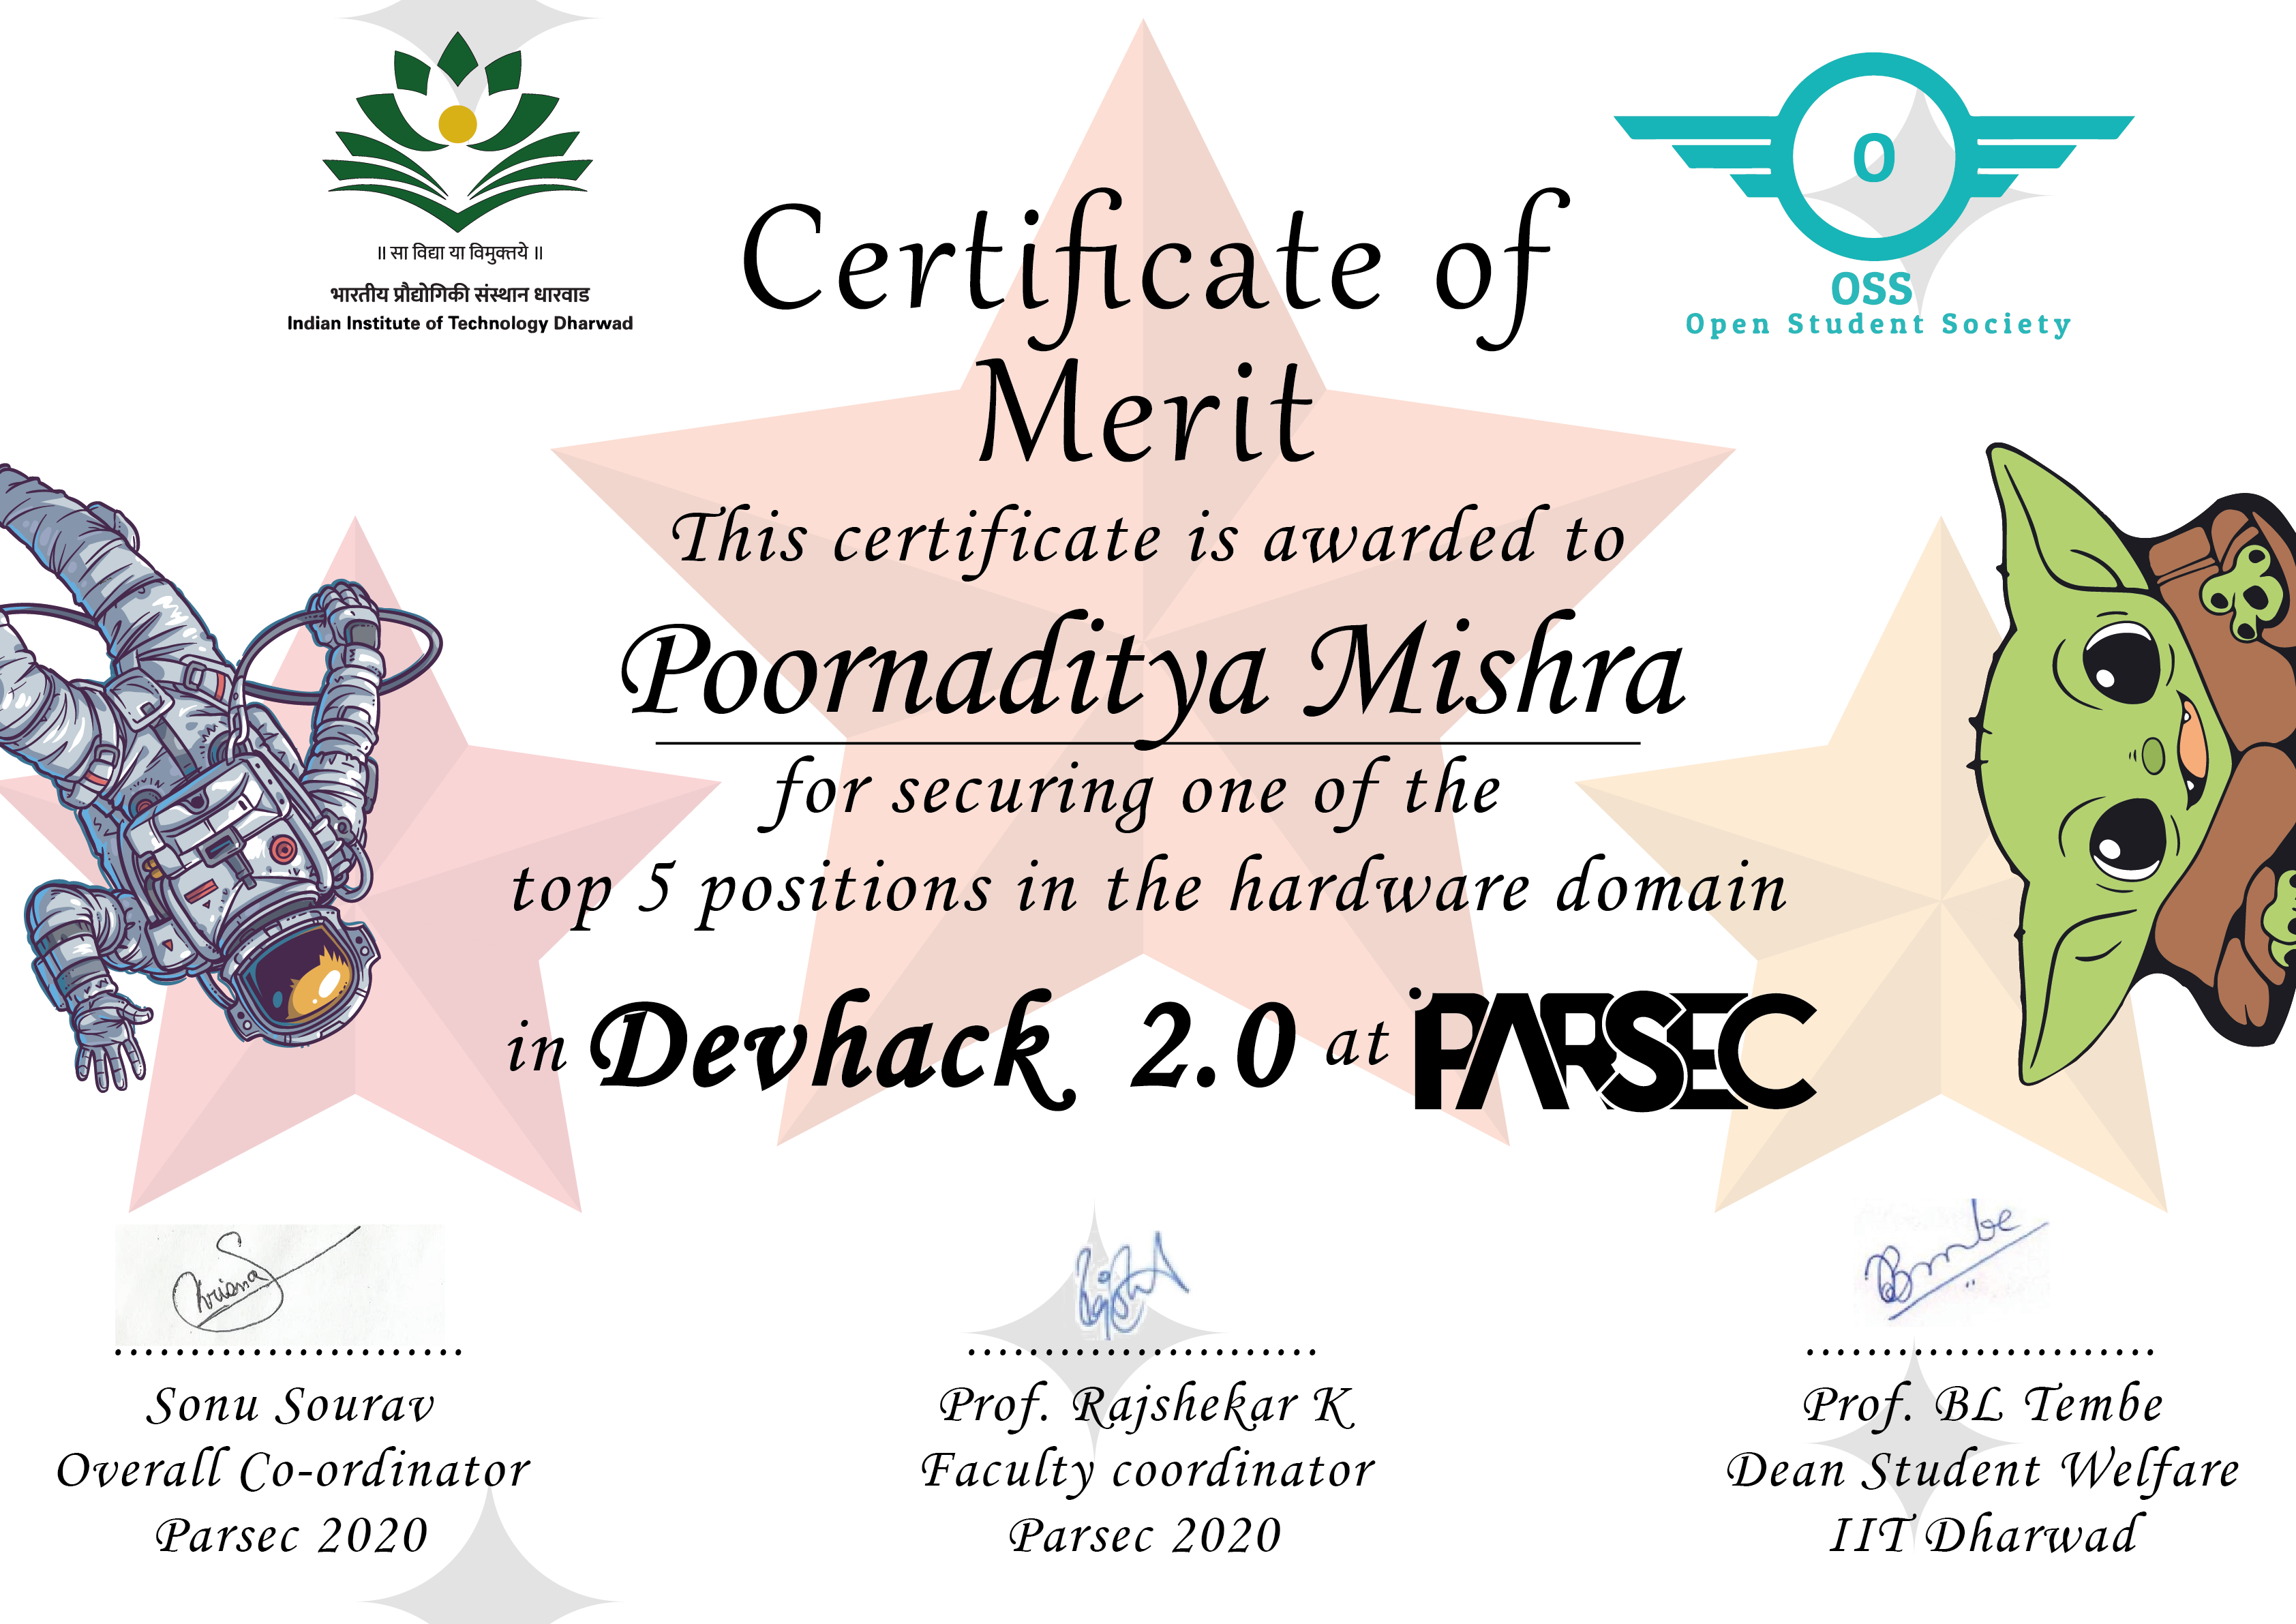 ॥ सा विद्या या विमुक्तये ॥
भारतीय प्रौद्योगिकी संस्थान धारवाड
Indian Institute of Technology Dharwad
O
OSS
Open Student Society
Certificate of
Merit
This certificate is awarded to
Poornaditya Mishra
for securing one of the
top 5 positions in the hardware domain
in Devhack 2.0 at PARSEC
Sonu Sourav
Overall Co-ordinator
Parsec 2020
Prof. Rajshekar K
Faculty coordinator
Parsec 2020
Prof. BL Tembe
Dean Student Welfare
IIT Dharwad